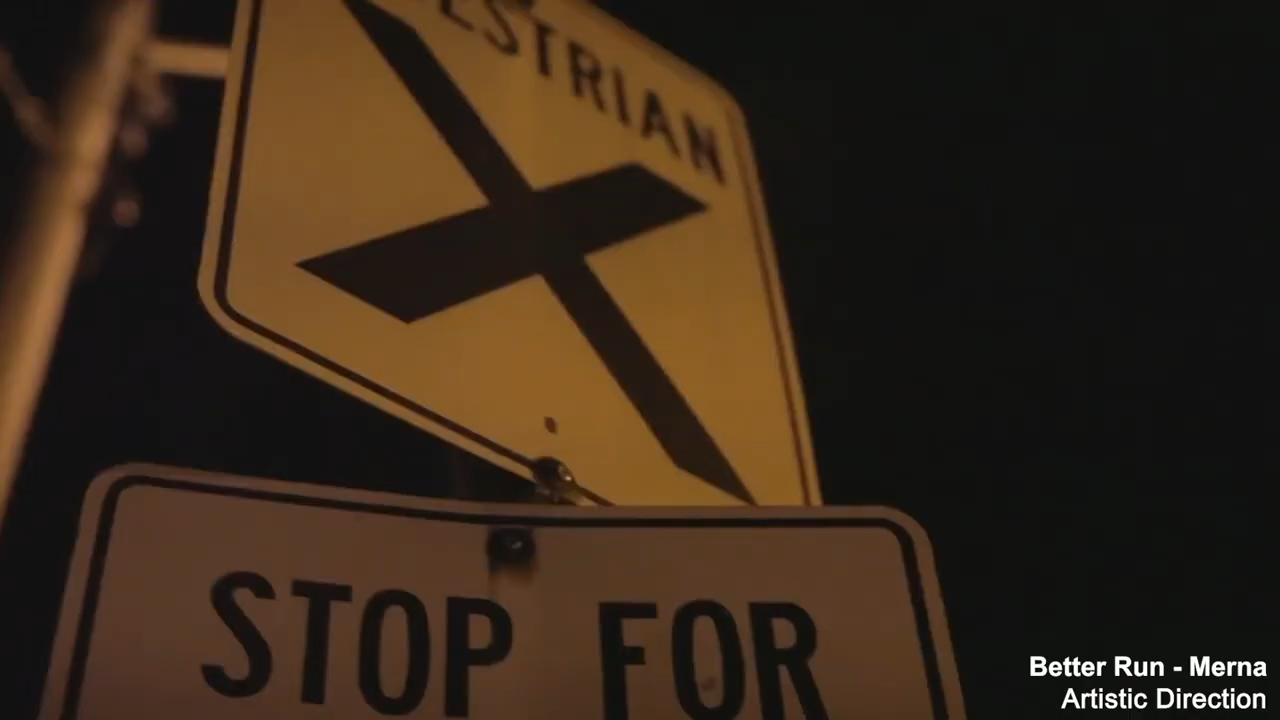 ESTRIAN
STOP FOR
Better Run - Merna
Artistic Direction